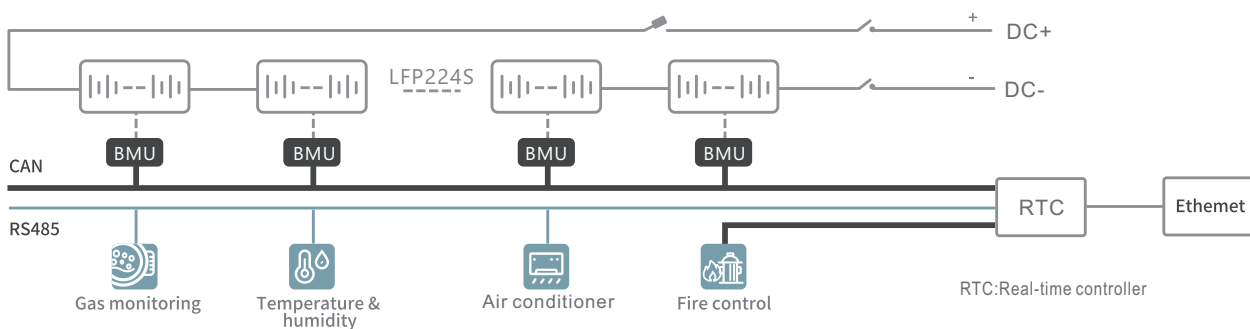 +
DC+
LFP224S
-
DC-
BMU
BMU
BMU
BMU
CAN
RS485
RTC
Ethemet
Gas monitoring
Temperature &
humidity
Air conditioner
Fire control
RTC:Real-time controller